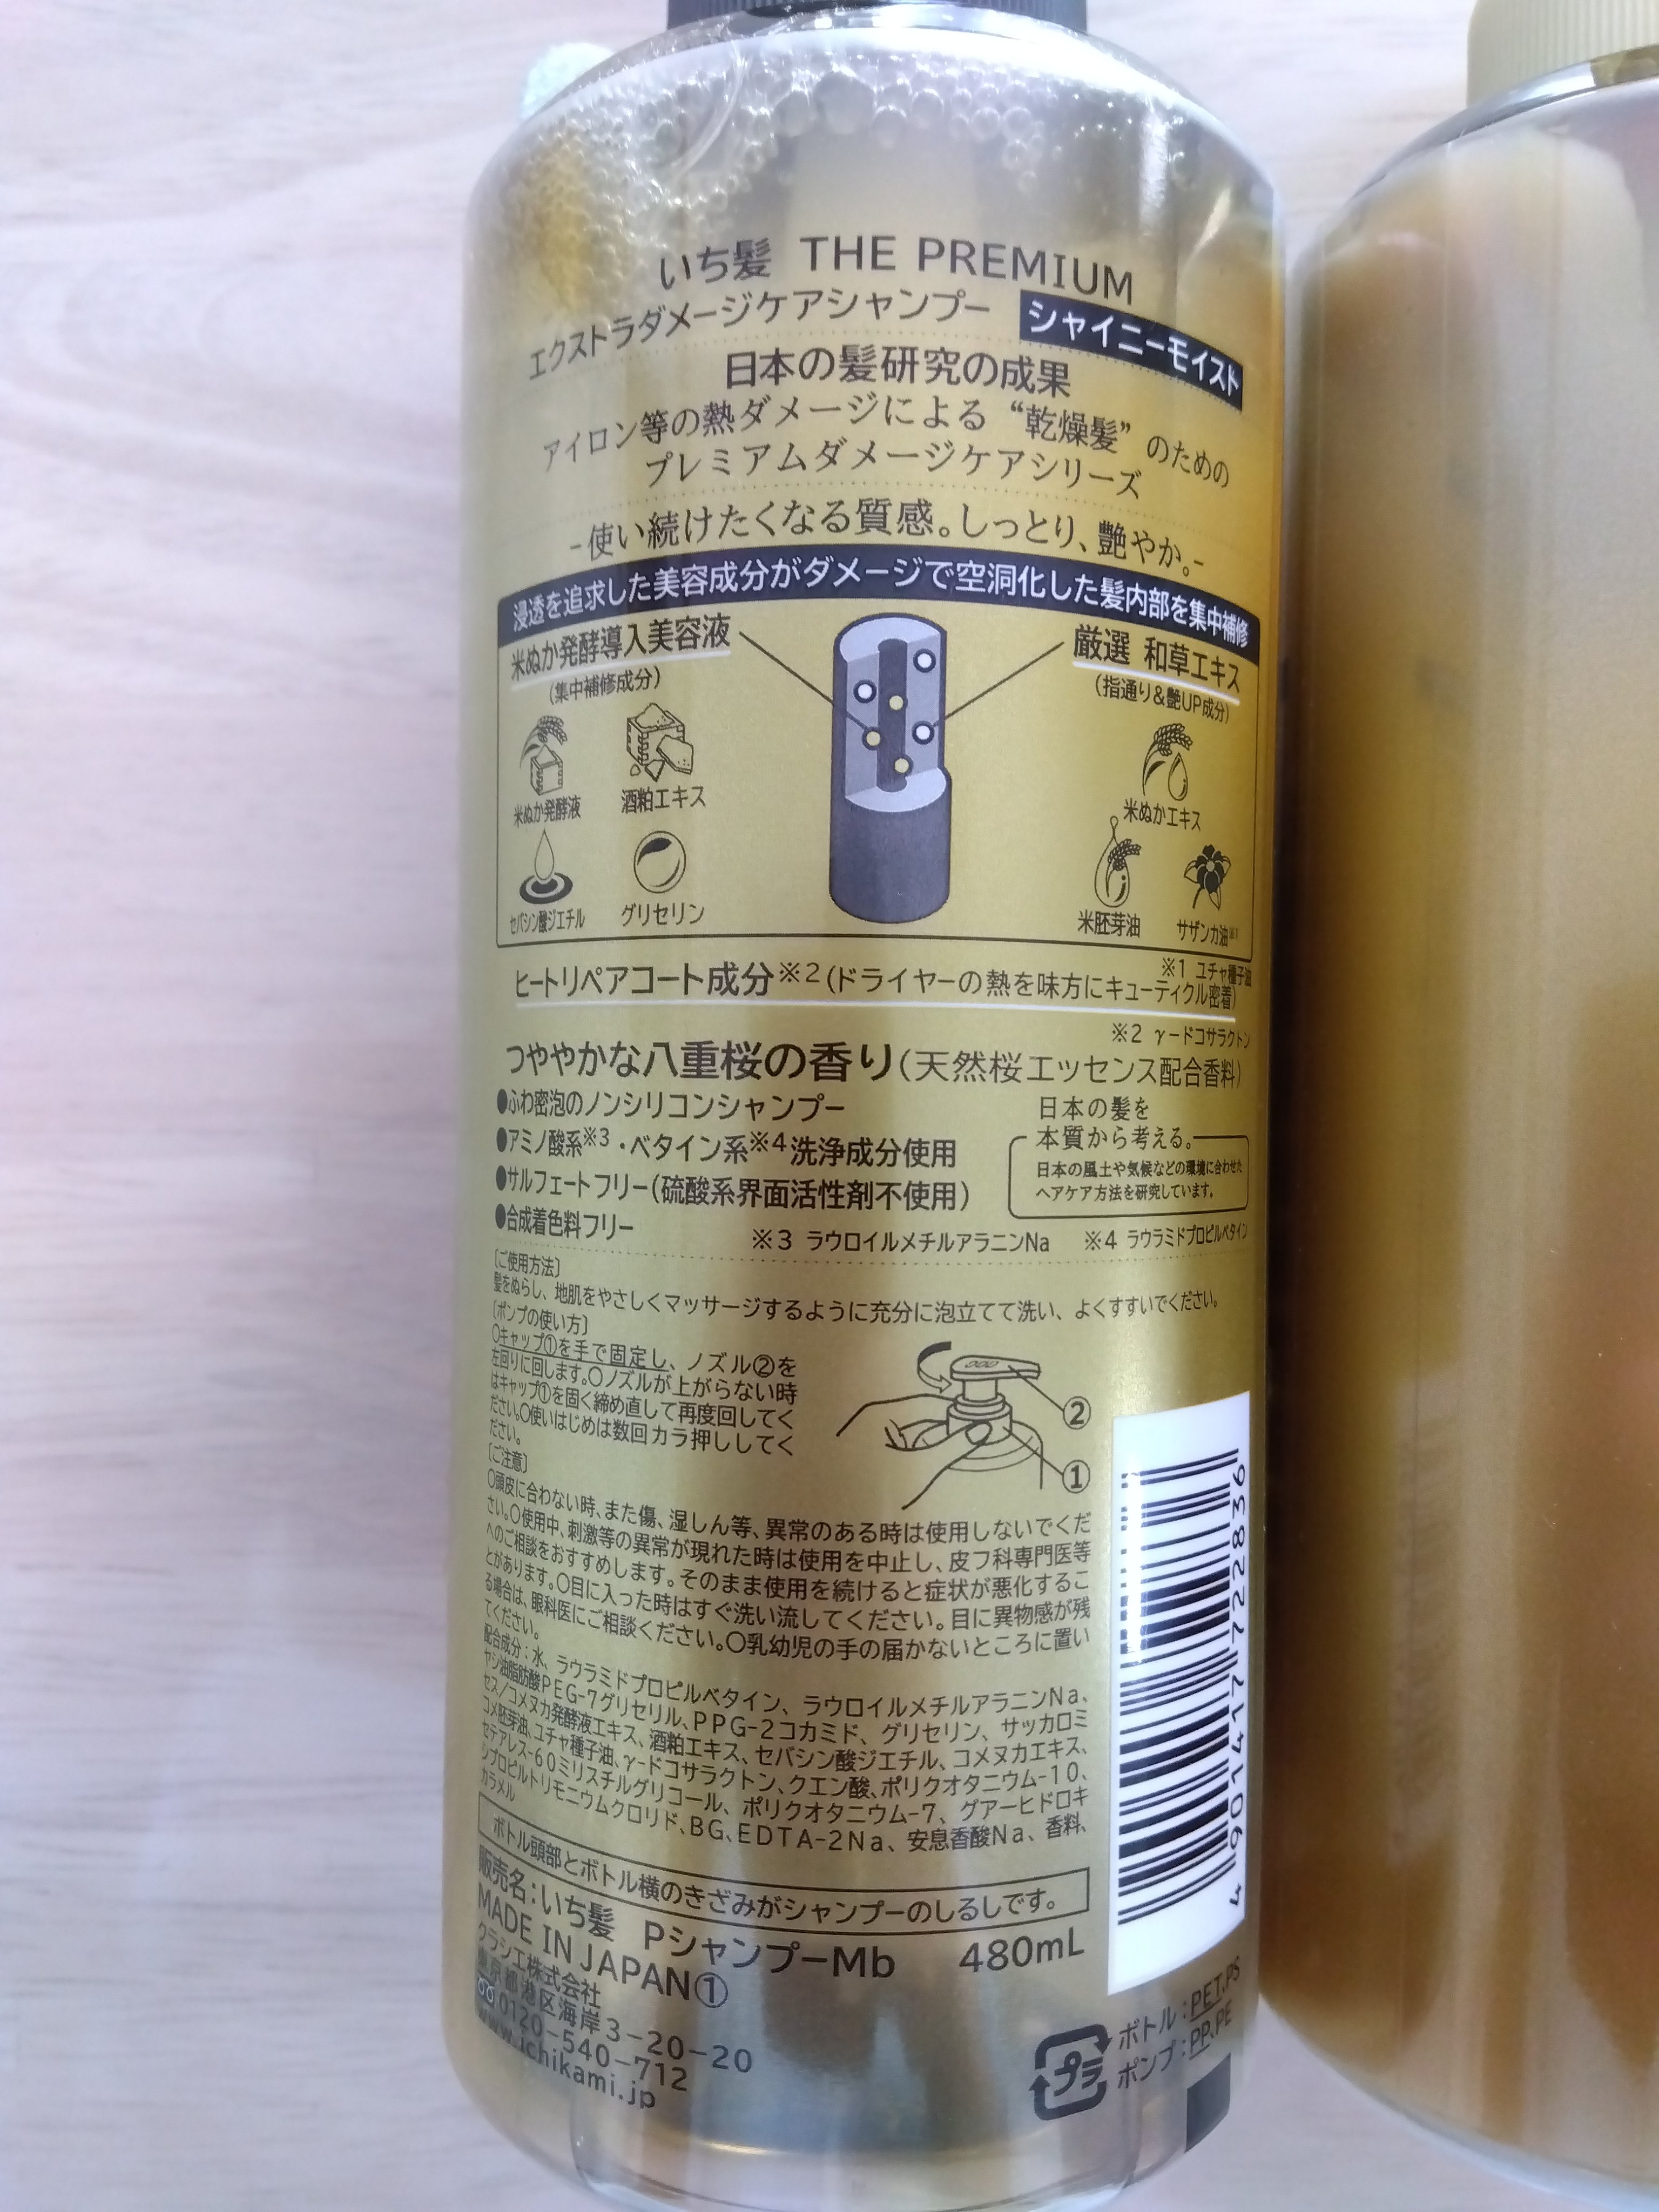 いち髪 THE PREMIUM
エクストラダメージケアシャンプー シャイニーモイスト
日本の髪研究の成果
アイロン等の熱ダメージによる“乾燥髪”のための
プレミアムダメージケアシリーズ
-使い続けたくなる質感。しっとり、艶やか。-
浸透を追求した美容成分がダメージで空洞化した髪内部を集中補修
米ぬか発酵導入美容液
(集中補修成分)
米ぬか発酵液
酒粕エキス
セバシン酸ジエチル
グリセリン
厳選 和草エキス
(指通り&艶UP成分)
米ぬかエキス
米胚芽油
サザンカ油※1
※1 ユチャ種子油
ヒートリペアコート成分※2(ドライヤーの熱を味方にキューティクル密着)
※2 γ-ドコサラクトン
つややかな八重桜の香り(天然桜エッセンス配合香料)
●ふわ密泡のノンシリコンシャンプー
●アミノ酸系※3・ベタイン系※4洗浄成分使用
●サルフェートフリー(硫酸系界面活性剤不使用)
●合成着色料フリー
日本の髪を
本質から考える。
日本の風土や気候などの環境に合わせた
ヘアケア方法を研究しています。
※3 ラウロイルメチルアラニンNa ※4 ラウラミドプロピルベタイン
〔ご使用方法〕
髪をぬらし、地肌をやさしくマッサージするように充分に泡立てて洗い、よくすすいでください。
〔ポンプの使い方〕
○キャップ①を手で固定し、ノズル②を
左回りに回します。○ノズルが上がらない時
はキャップ①を固く締め直して再度回してく
ださい。○使いはじめは数回カラ押ししてく
ださい。
②
①
〔ご注意〕
○頭皮に合わない時、また傷、湿しん等、異常のある時は使用しないでくだ
さい。○使用中、刺激等の異常が現れた時は使用を中止し、皮フ科専門医等
へのご相談をおすすめします。そのまま使用を続けると症状が悪化するこ
とがあります。○目に入った時はすぐ洗い流してください。目に異物感が残
る場合は、眼科医にご相談ください。○乳幼児の手の届かないところに置い
てください。
配合成分：水、ラウラミドプロピルベタイン、ラウロイルメチルアラニンNa、
ヤシ油脂肪酸PEG-7グリセリル、PPG-2コカミド、グリセリン、サッカロミ
セス/コメヌカ発酵液エキス、酒粕エキス、セバシン酸ジエチル、コメヌカエキス、
コメ胚芽油、ユチャ種子油、γ-ドコサラクトン、クエン酸、ポリクオタニウム-10、
セテアレス-60ミリスチルグリコール、ポリクオタニウム-7、グアーヒドロキ
シプロピルトリモニウムクロリド、BG、EDTA-2Na、安息香酸Na、香料、
カラメル
ボトル頭部とボトル横のきざみがシャンプーのしるしです。
販売名：いち髪 PシャンプーMb 480mL
MADE IN JAPAN①
クラシエ株式会社
東京都港区海岸3-20-20
0120-540-712
www.ichikami.jp
4901417722836
プラ
ボトル：PET.PS
ポンプ：PP.PE